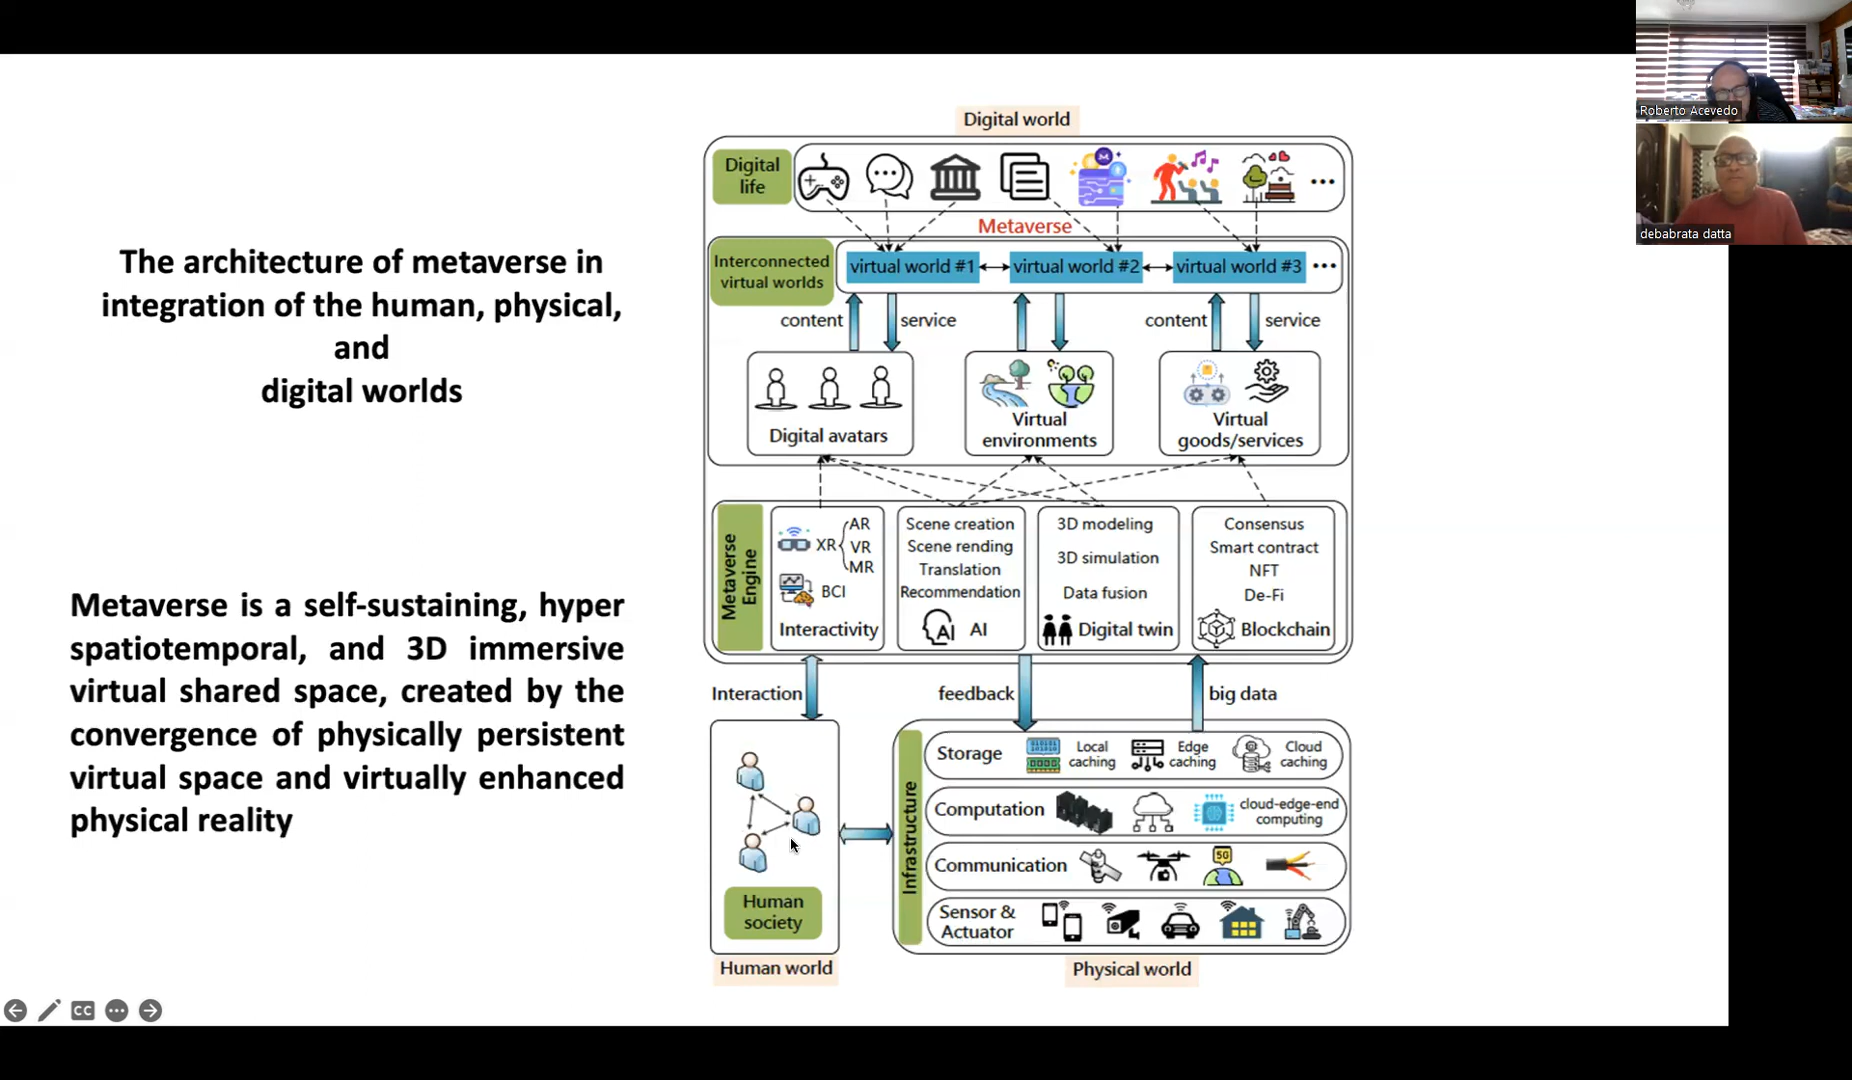 The architecture of metaverse in
integration of the human, physical,
and
digital worlds
Metaverse is a self-sustaining, hyper
spatiotemporal, and 3D immersive
virtual shared space, created by the
convergence of physically persistent
virtual space and virtually enhanced
physical reality
Digital world
Digital
life
Metaverse
Interconnected
virtual worlds
virtual world #1
virtual world #2
virtual world #3
content
service
content
service
Digital avatars
Virtual
environments
Virtual
goods/services
Metaverse
Engine
XR
AR
VR
MR
BCI
Interactivity
Scene creation
Scene rending
Translation
Recommendation
AI
AI
3D modeling
3D simulation
Data fusion
Digital twin
Consensus
Smart contract
NFT
De-Fi
Blockchain
Interaction
feedback
big data
Human
society
Human world
Infrastructure
Storage
Local
caching
Edge
caching
Cloud
caching
Computation
cloud-edge-end
computing
Communication
5G
Sensor &
Actuator
Physical world
CC
Roberto Acevedo
debabrata datta